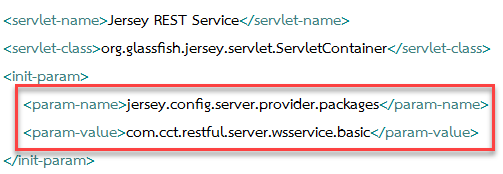 <servlet-name>Jersey REST Service</servlet-name>
<servlet-class>org.glassfish.jersey.servlet.ServletContainer</servlet-class>
<init-param>
<param-name>jersey.config.server.provider.packages</param-name>
<param-value>com.cct.restful.server.wsservice.basic</param-value>
</init-param>